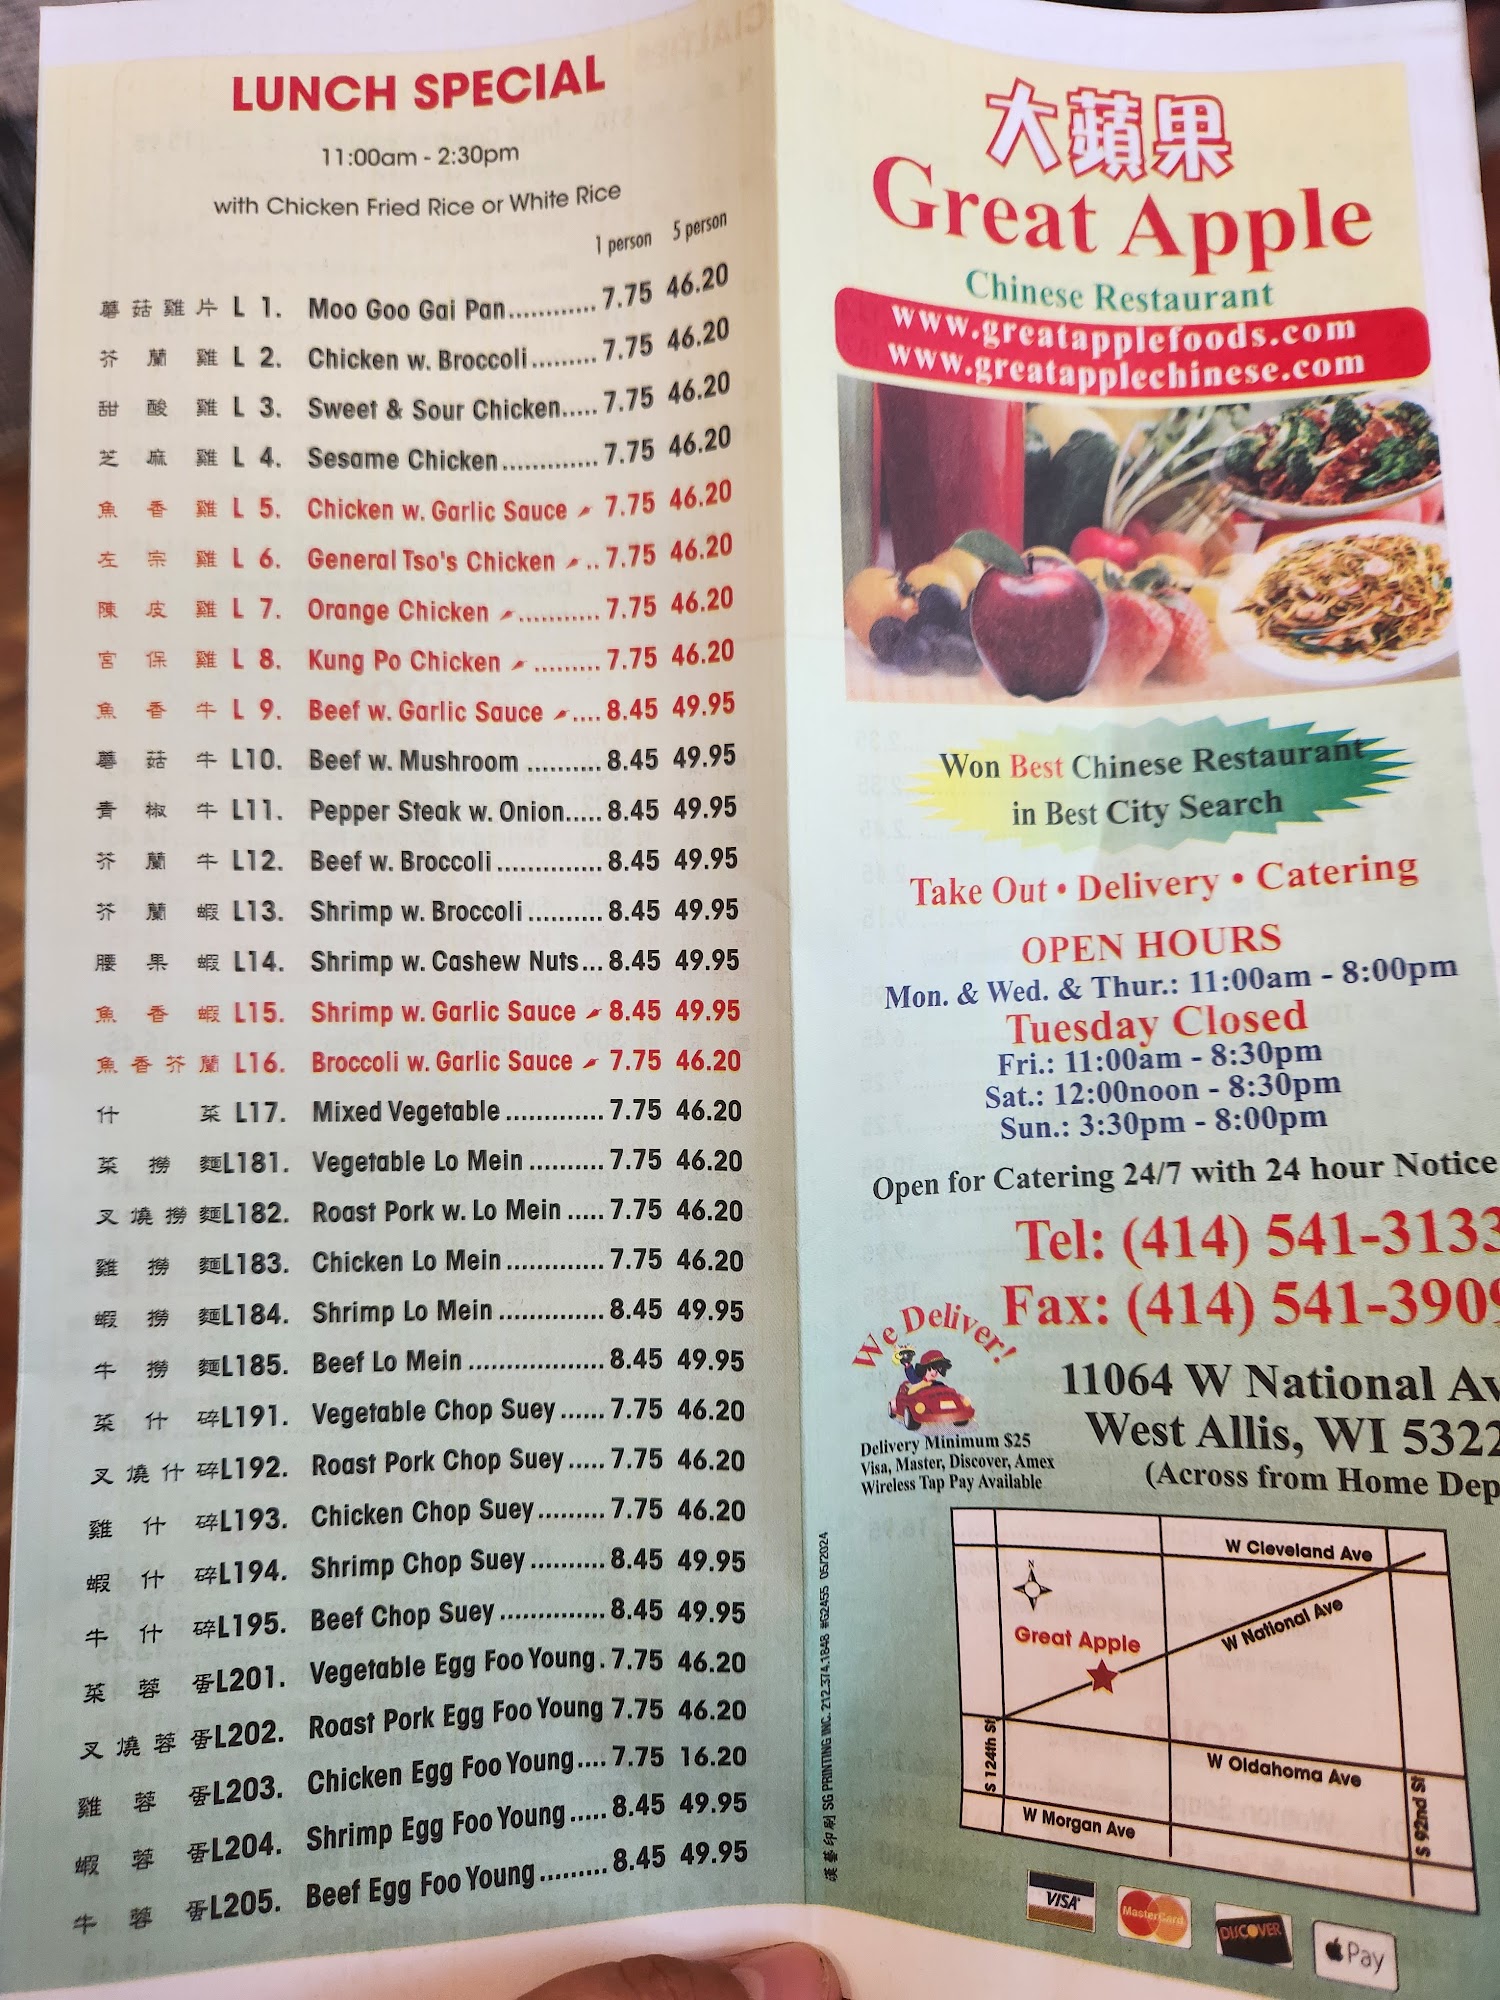 LUNCH SPECIAL
11:00am - 2:30pm
with Chicken Fried Rice or White Rice
1 person 5 person
蘑菇雞片 L 1. Moo Goo Gai Pan............ 7.75 46.20
芥蘭雞 L 2. Chicken w. Broccoli ......... 7.75 46.20
甜酸雞 L 3. Sweet & Sour Chicken..... 7.75 46.20
芝麻雞 L 4. Sesame Chicken ............. 7.75 46.20
魚香雞 L 5. Chicken w. Garlic Sauce 7.75 46.20
左宗雞 L 6. General Tso's Chicken .. 7.75 46.20
陳皮雞 L 7. Orange Chicken ........... 7.75 46.20
宮保雞 L 8. Kung Po Chicken ......... 7.75 46.20
魚香牛 L 9. Beef w. Garlic Sauce .... 8.45 49.95
蘑菇牛 L10. Beef w. Mushroom .......... 8.45 49.95
青椒牛 L11. Pepper Steak w. Onion..... 8.45 49.95
芥蘭牛 L12. Beef w. Broccoli ............... 8.45 49.95
芥蘭蝦 L13. Shrimp w. Broccoli .......... 8.45 49.95
腰果蝦 L14. Shrimp w. Cashew Nuts... 8.45 49.95
魚香蝦 L15. Shrimp w. Garlic Sauce 8.45 49.95
魚香芥蘭 L16. Broccoli w. Garlic Sauce 7.75 46.20
什菜 L17. Mixed Vegetable ............. 7.75 46.20
菜撈麵 L181. Vegetable Lo Mein .......... 7.75 46.20
叉燒撈麵 L182. Roast Pork w. Lo Mein ..... 7.75 46.20
雞撈麵 L183. Chicken Lo Mein ............. 7.75 46.20
蝦撈麵 L184. Shrimp Lo Mein .............. 8.45 49.95
牛撈麵 L185. Beef Lo Mein .................. 8.45 49.95
菜什碎 L191. Vegetable Chop Suey ...... 7.75 46.20
叉燒什碎 L192. Roast Pork Chop Suey ..... 7.75 46.20
雞什碎 L193. Chicken Chop Suey ......... 7.75 46.20
蝦什碎 L194. Shrimp Chop Suey .......... 8.45 49.95
牛什碎 L195. Beef Chop Suey .............. 8.45 49.95
菜蓉蛋 L201. Vegetable Egg Foo Young . 7.75 46.20
叉燒蓉蛋 L202. Roast Pork Egg Foo Young 7.75 46.20
雞蓉蛋 L203. Chicken Egg Foo Young.... 7.75 16.20
蝦蓉蛋 L204. Shrimp Egg Foo Young ..... 8.45 49.95
牛蓉蛋 L205. Beef Egg Foo Young ......... 8.45 49.95
大蘋果
Great Apple
Chinese Restaurant
www.greatapplefoods.com
www.greatapplechinese.com
Won Best Chinese Restaurant
in Best City Search
Take Out • Delivery • Catering
OPEN HOURS
Mon. & Wed. & Thur.: 11:00am - 8:00pm
Tuesday Closed
Fri.: 11:00am - 8:30pm
Sat.: 12:00noon - 8:30pm
Sun.: 3:30pm - 8:00pm
Open for Catering 24/7 with 24 hour Notice
Tel: (414) 541-3133
Fax: (414) 541-3909
We Deliver!
Delivery Minimum $25
Visa, Master, Discover, Amex
Wireless Tap Pay Available
11064 W National Av
West Allis, WI 5322
(Across from Home Dep
W Cleveland Ave
N
W National Ave
Great Apple
S 124th St
W Oldahoma Ave
W Morgan Ave
S 92nd St
漢藝印刷 SG PRINTING INC. 212.374.1848 #G2455 05/2024
VISA
MasterCard
DISCOVER
Pay